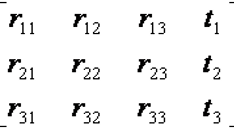 r₁₁ r₁₂ r₁₃ t₁
r₂₁ r₂₂ r₂₃ t₂
r₃₁ r₃₂ r₃₃ t₃